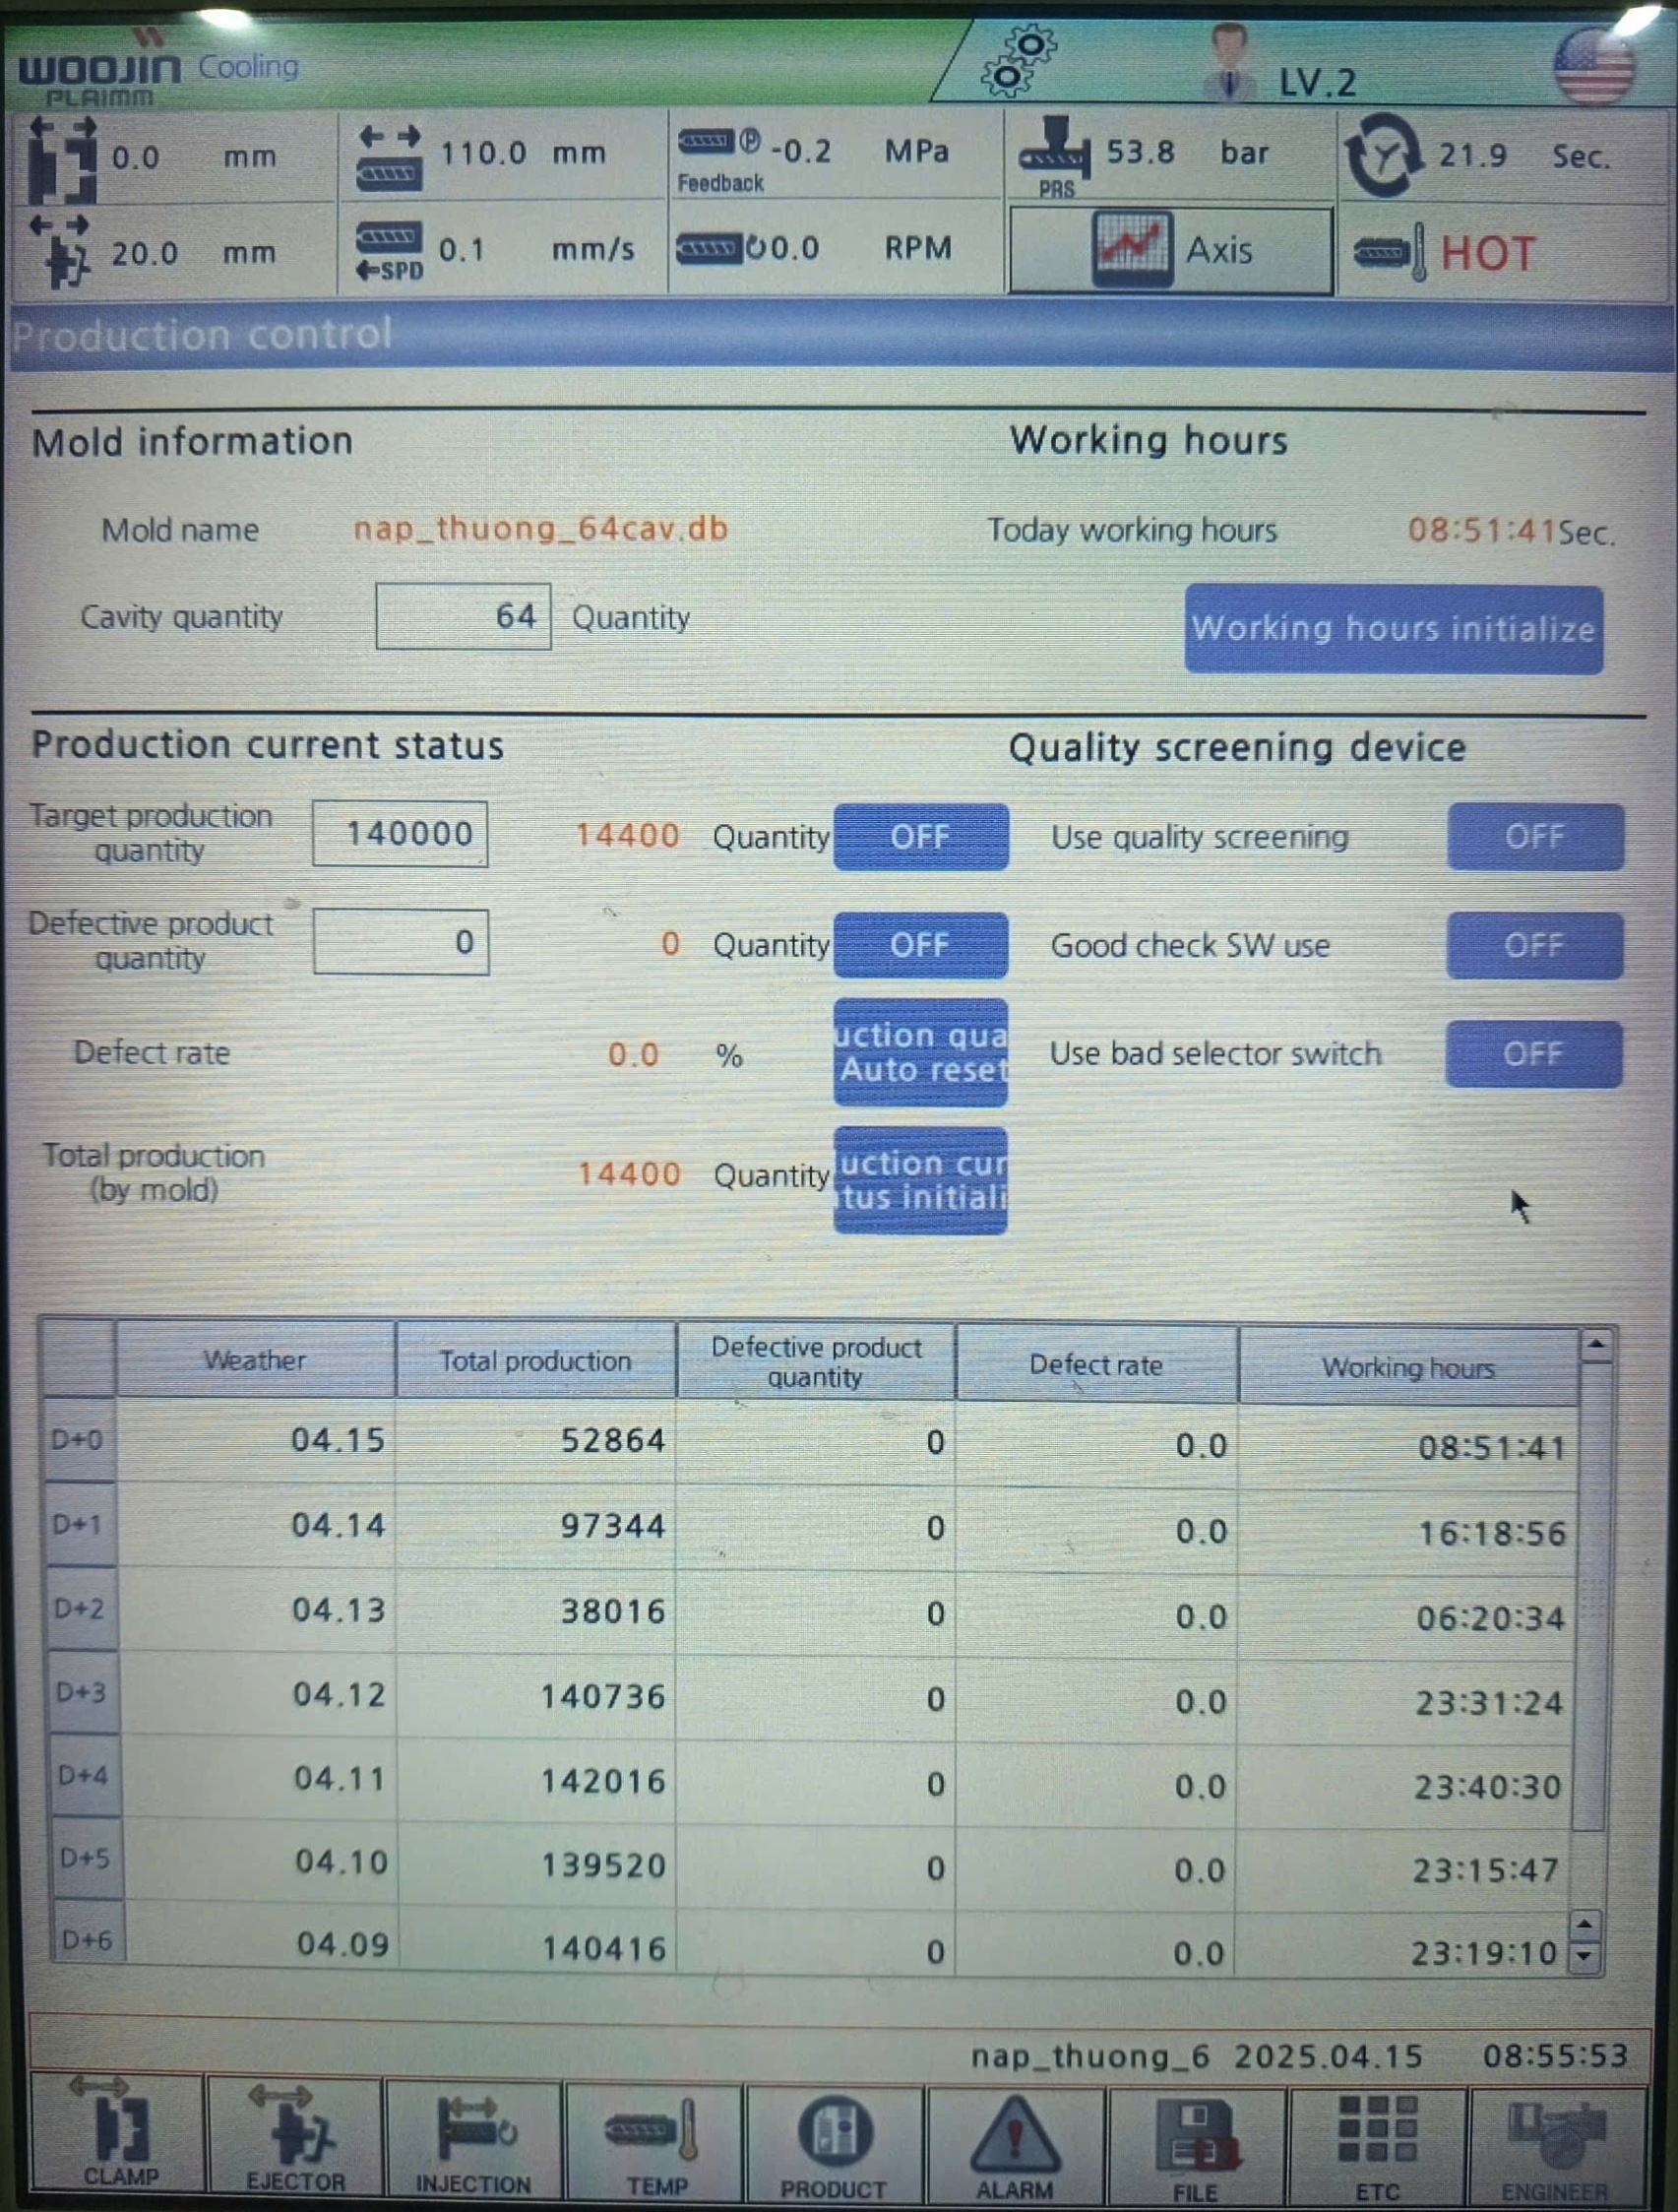 WOOJIN Cooling
PLAIMM
LV.2
0.0 mm
110.0 mm
-0.2 MPa
Feedback
53.8 bar
PRS
21.9 Sec.
20.0 mm
0.1 mm/s
SPD
0.0 RPM
Axis
HOT
Production control
Mold information
Working hours
Mold name nap_thuong_64cav.db
Today working hours 08:51:41 Sec.
Cavity quantity 64 Quantity
Working hours initialize
Production current status
Quality screening device
Target production
quantity
140000 14400 Quantity OFF
Use quality screening OFF
Defective product
quantity
0 0 Quantity OFF
Good check SW use OFF
Defect rate 0.0 %
uction qua
Auto reset
Use bad selector switch OFF
Total production
(by mold)
14400 Quantity
uction cur
tus initiali
Weather Total production Defective product quantity Defect rate Working hours
D+0 04.15 52864 0 0.0 08:51:41
D+1 04.14 97344 0 0.0 16:18:56
D+2 04.13 38016 0 0.0 06:20:34
D+3 04.12 140736 0 0.0 23:31:24
D+4 04.11 142016 0 0.0 23:40:30
D+5 04.10 139520 0 0.0 23:15:47
D+6 04.09 140416 0 0.0 23:19:10
nap_thuong_6 2025.04.15 08:55:53
CLAMP EJECTOR INJECTION TEMP PRODUCT ALARM FILE ETC ENGINEER